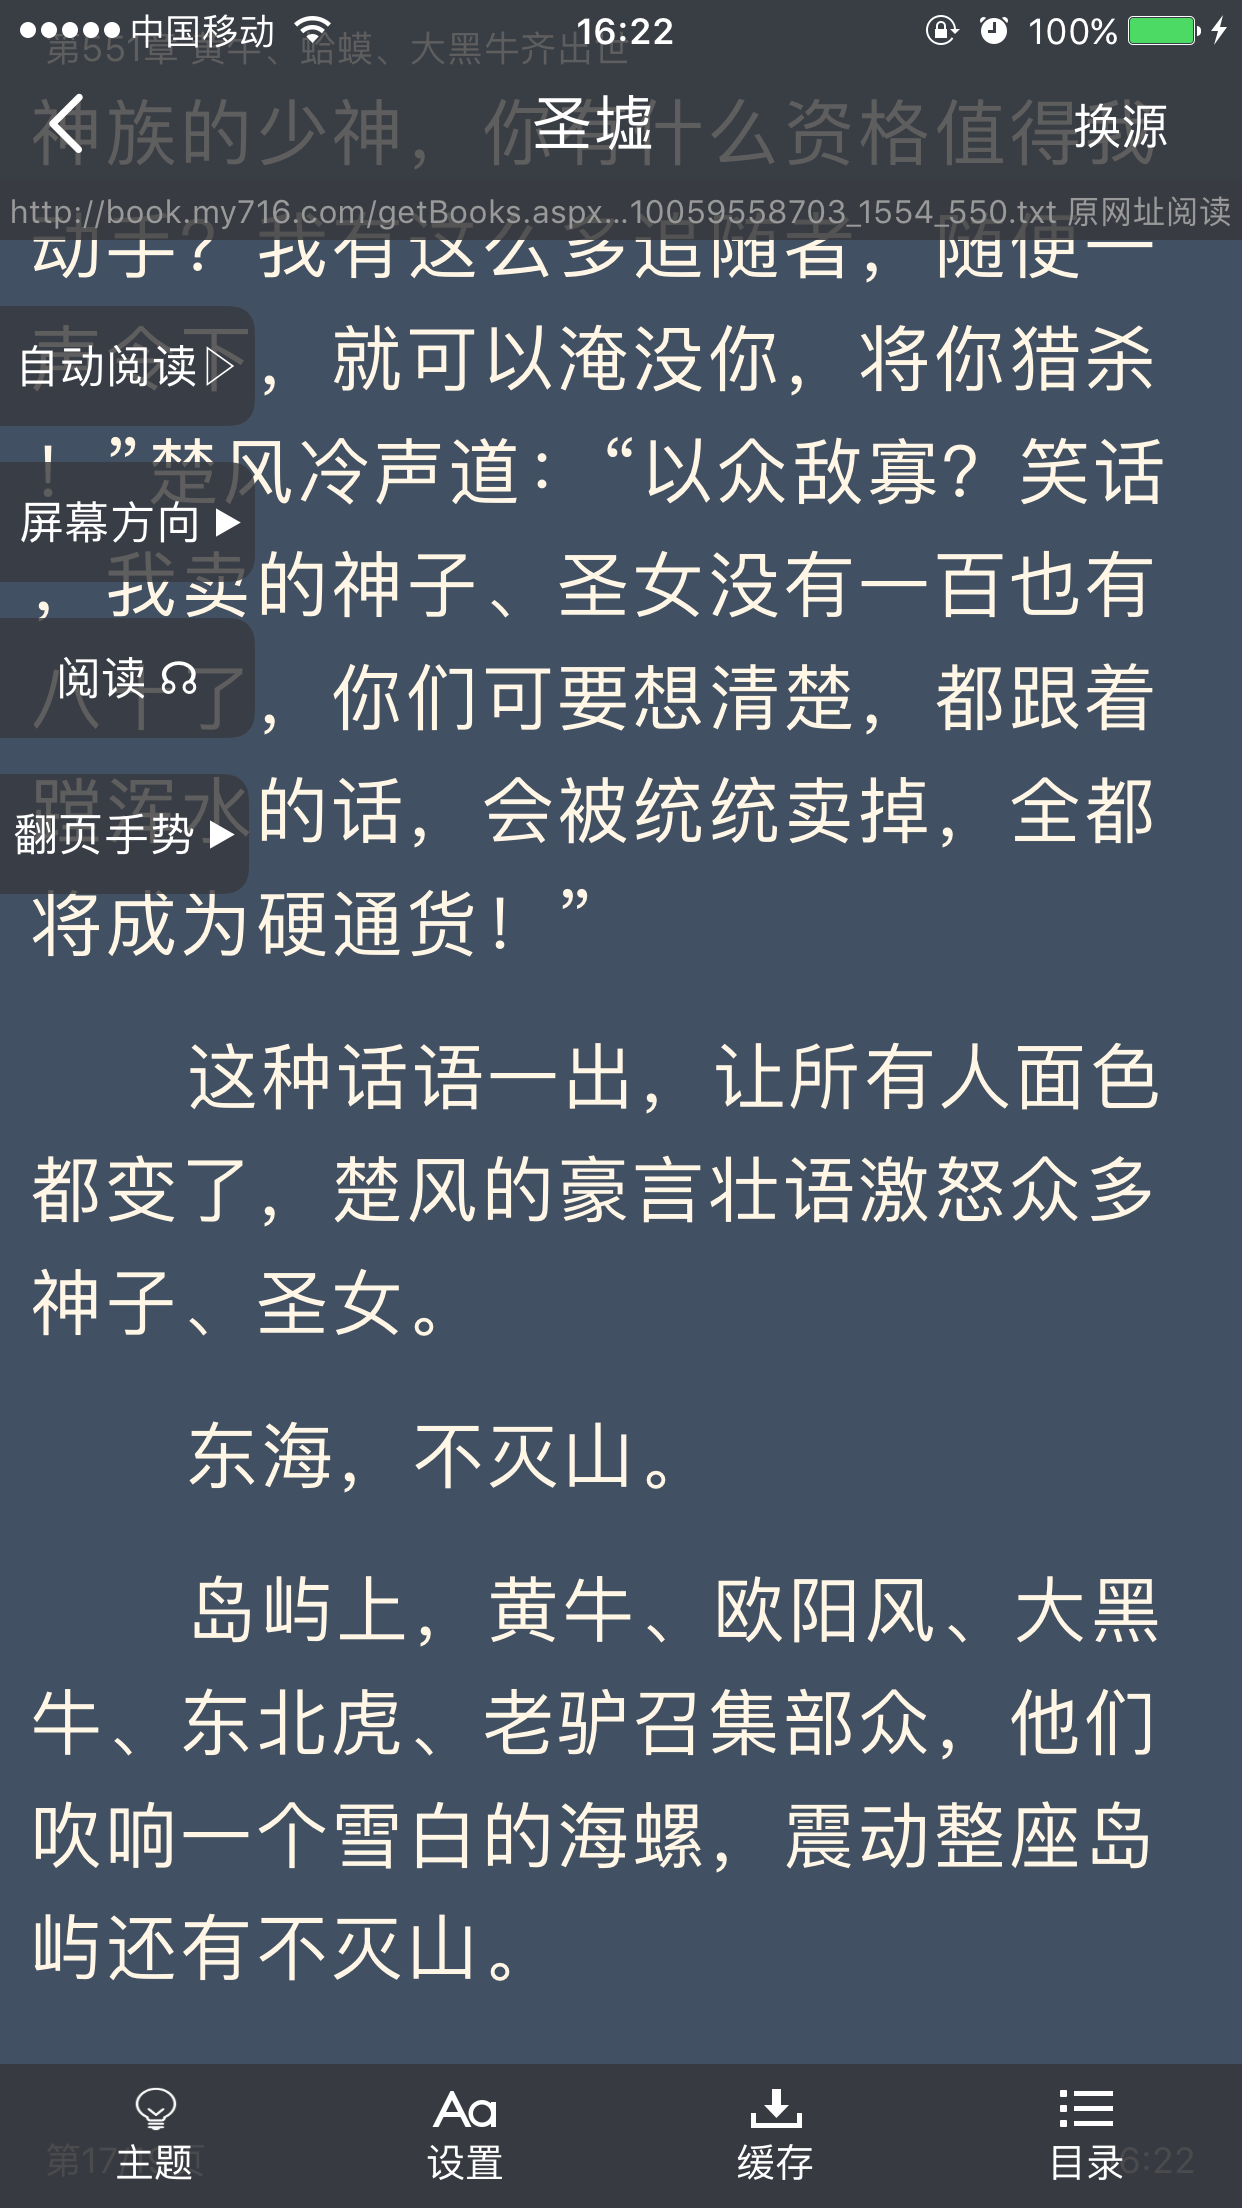 中国移动 16:22 100%
第551章 黄牛、蛤蟆、大黑牛齐出世
圣墟 换源
神族的少神，你有什么资格值得我
http://book.my716.com/getBooks.aspx...10059558703_1554_550.txt 原网址阅读
动手？我有这么多追随者，随便一
自动阅读
声令下，就可以淹没你，将你猎杀
！”楚风冷声道：“以众敌寡？笑话
屏幕方向
，我卖的神子、圣女没有一百也有
阅读
八十了，你们可要想清楚，都跟着
翻页手势
蹚浑水的话，会被统统卖掉，全都
将成为硬通货！”
这种话语一出，让所有人面色
都变了，楚风的豪言壮语激怒众多
神子、圣女。
东海，不灭山。
岛屿上，黄牛、欧阳风、大黑
牛、东北虎、老驴召集部众，他们
吹响一个雪白的海螺，震动整座岛
屿还有不灭山。
Aa
主题 设置 缓存 目录